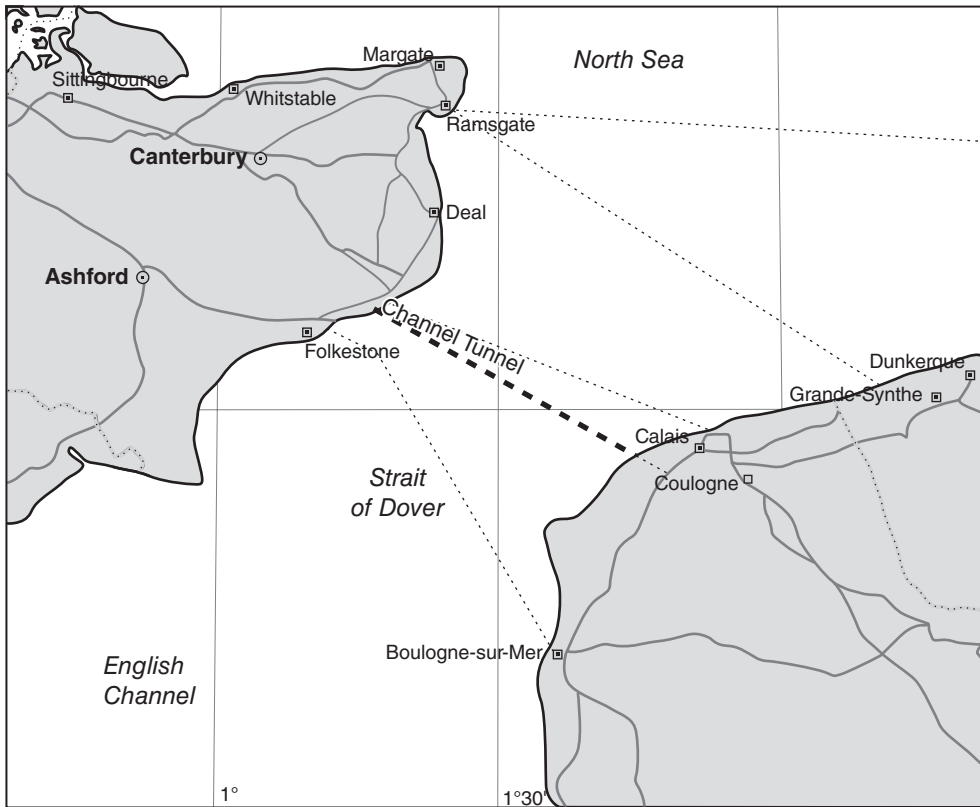 North Sea
Margate
Sittingbourne
Whitstable
Ramsgate
Canterbury
Deal
Ashford
Channel Tunnel
Folkestone
Dunkerque
Grande-Synthe
Calais
Coulogne
Strait
of Dover
Boulogne-sur-Mer
English
Channel
1°
1°30'